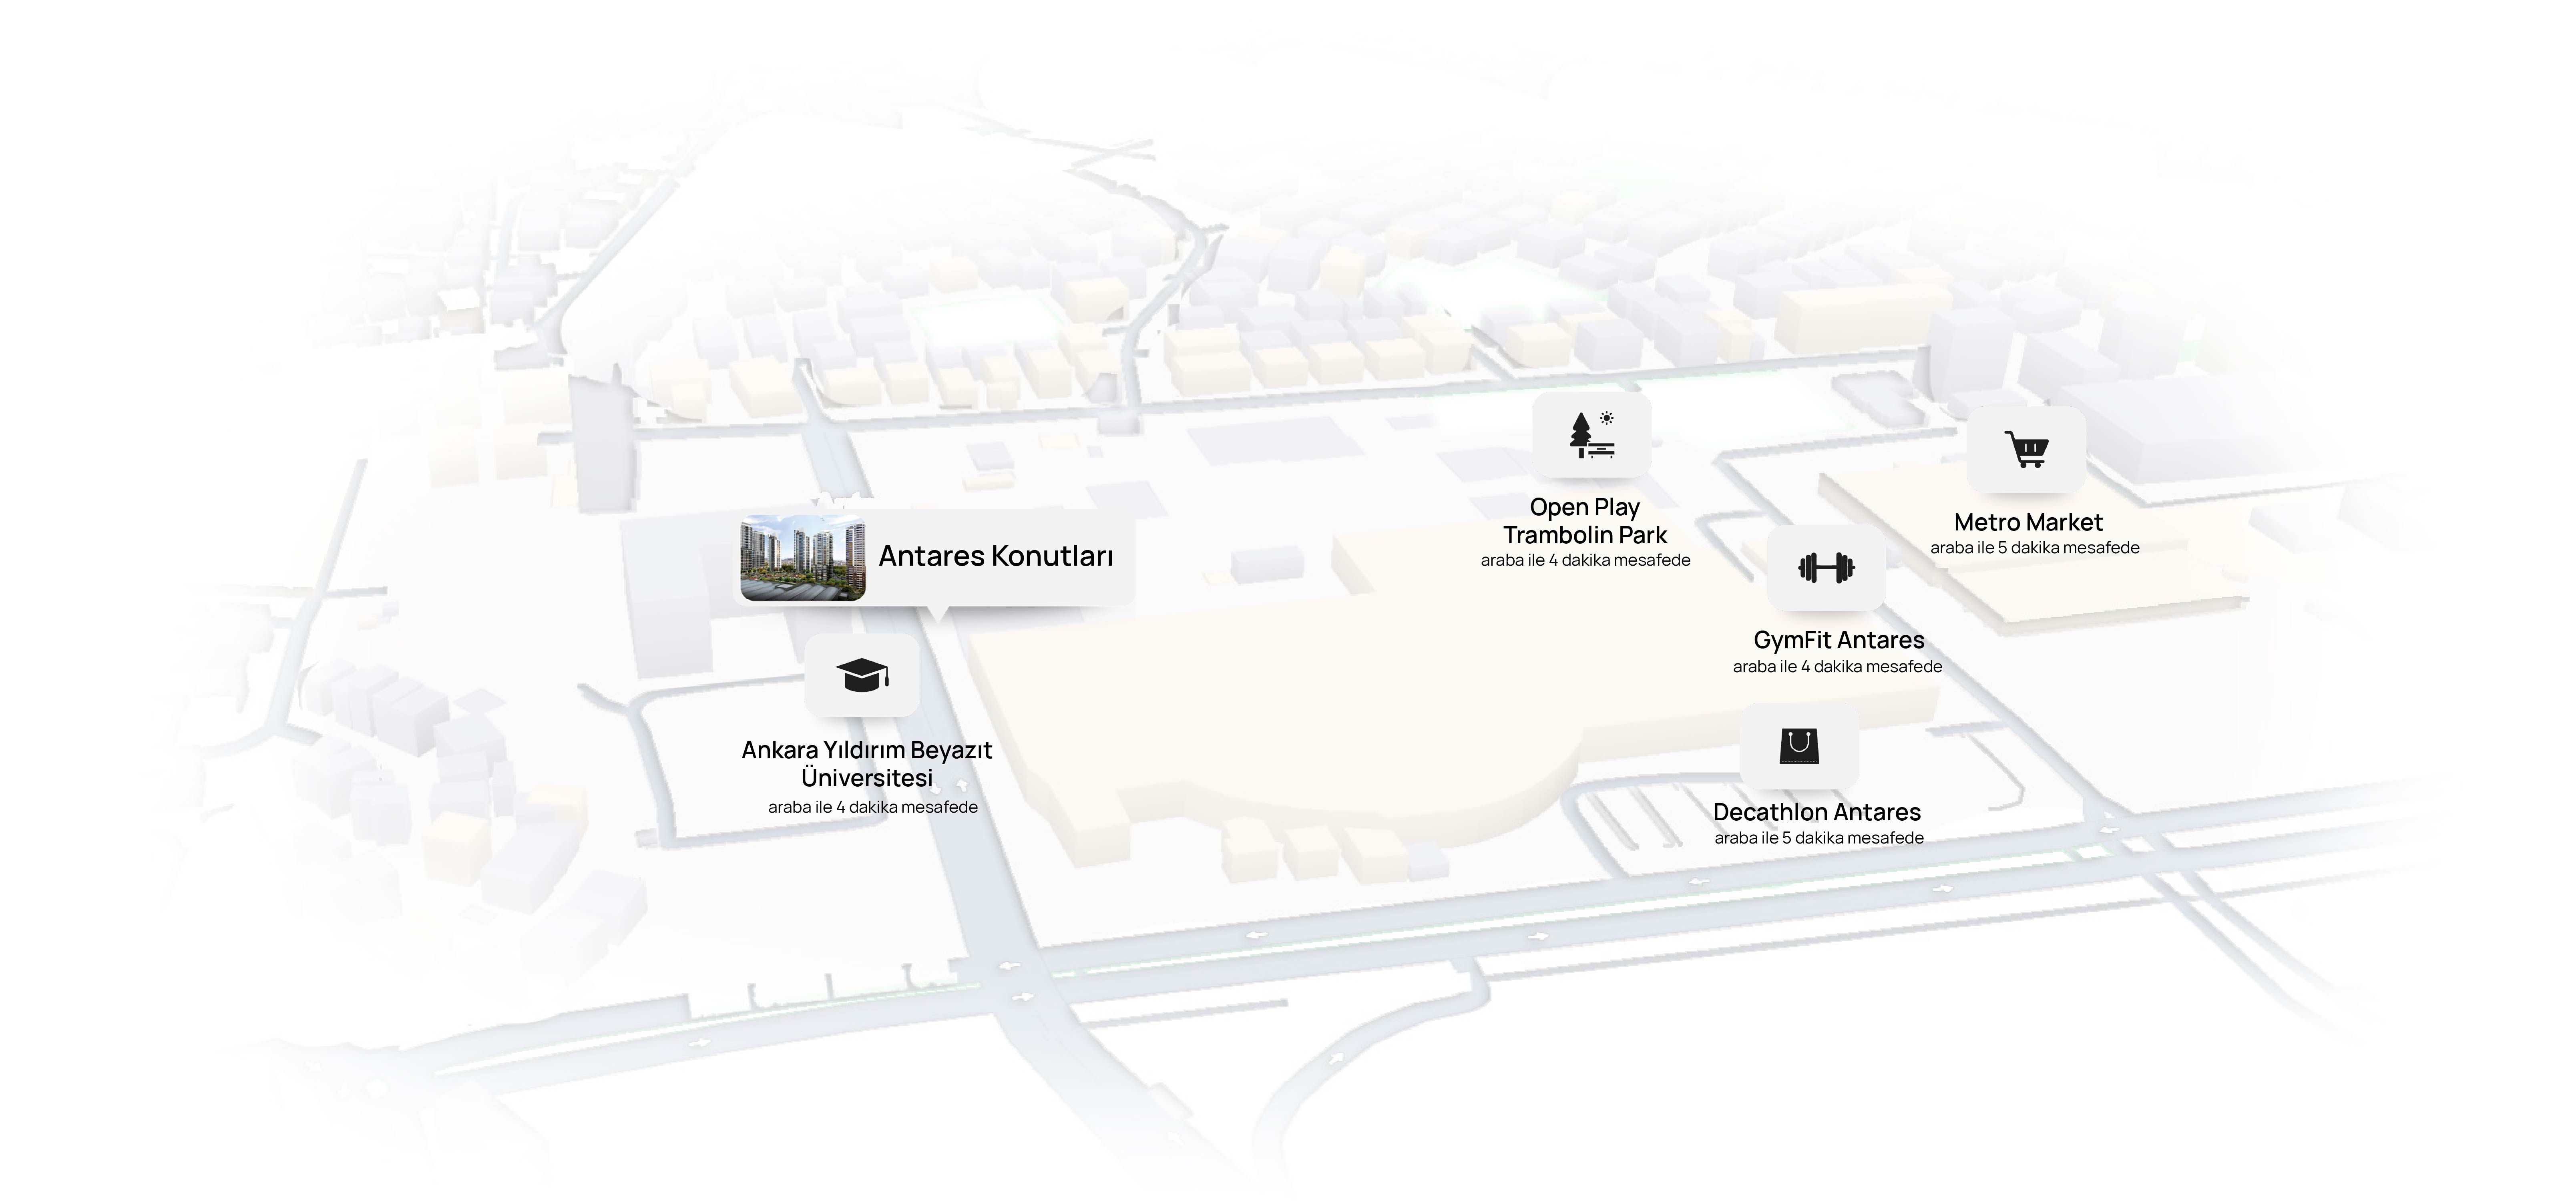 Open Play
Trambolin Park
araba ile 4 dakika mesafede
Metro Market
araba ile 5 dakika mesafede
Antares Konutları
GymFit Antares
araba ile 4 dakika mesafede
Ankara Yıldırım Beyazıt
Üniversitesi
araba ile 4 dakika mesafede
Decathlon Antares
araba ile 5 dakika mesafede